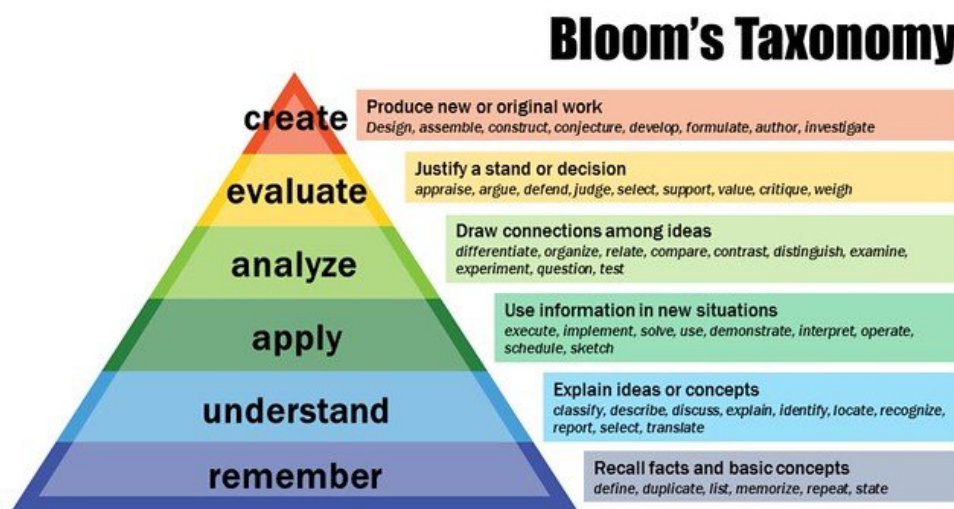 Bloom's Taxonomy
create
Produce new or original work
Design, assemble, construct, conjecture, develop, formulate, author, investigate
evaluate
Justify a stand or decision
appraise, argue, defend, judge, select, support, value, critique, weigh
analyze
Draw connections among ideas
differentiate, organize, relate, compare, contrast, distinguish, examine,
experiment, question, test
apply
Use information in new situations
execute, implement, solve, use, demonstrate, interpret, operate,
schedule, sketch
understand
Explain ideas or concepts
classify, describe, discuss, explain, identify, locate, recognize,
report, select, translate
remember
Recall facts and basic concepts
define, duplicate, list, memorize, repeat, state